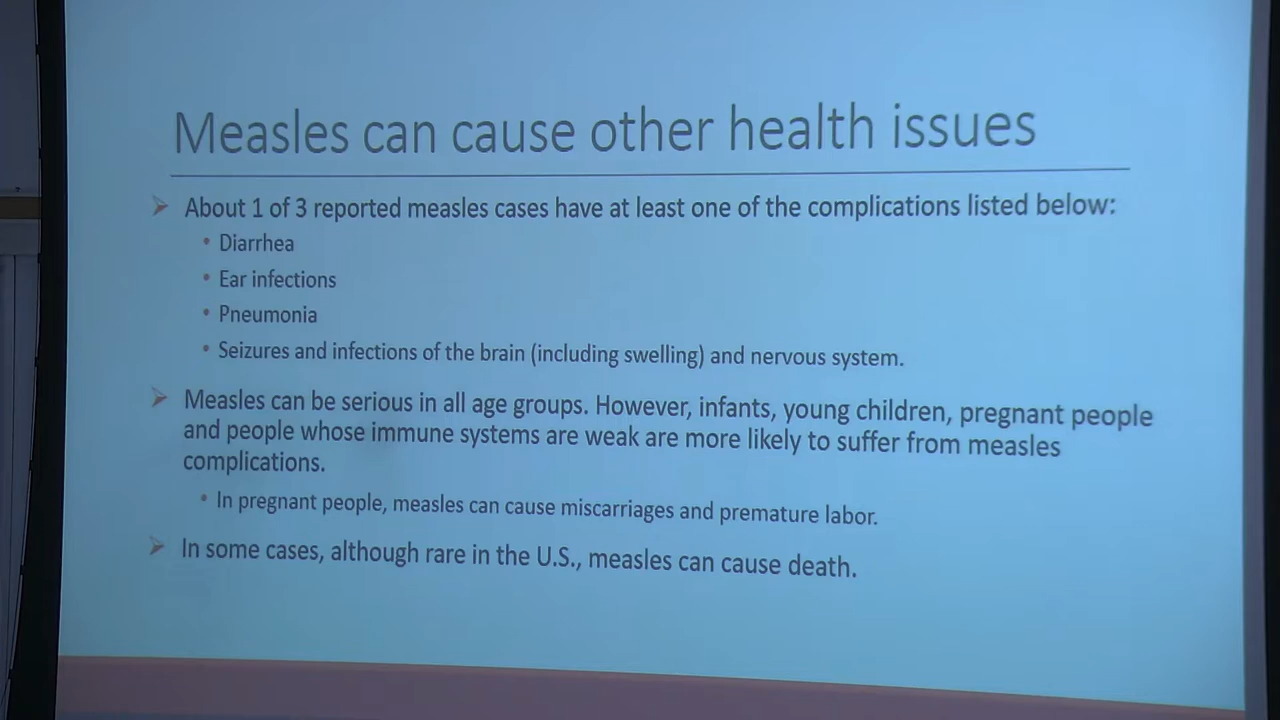 Measles can cause other health issues
About 1 of 3 reported measles cases have at least one of the complications listed below:
• Diarrhea
• Ear infections
• Pneumonia
• Seizures and infections of the brain (including swelling) and nervous system.
Measles can be serious in all age groups. However, infants, young children, pregnant people
and people whose immune systems are weak are more likely to suffer from measles
complications.
• In pregnant people, measles can cause miscarriages and premature labor.
In some cases, although rare in the U.S., measles can cause death.